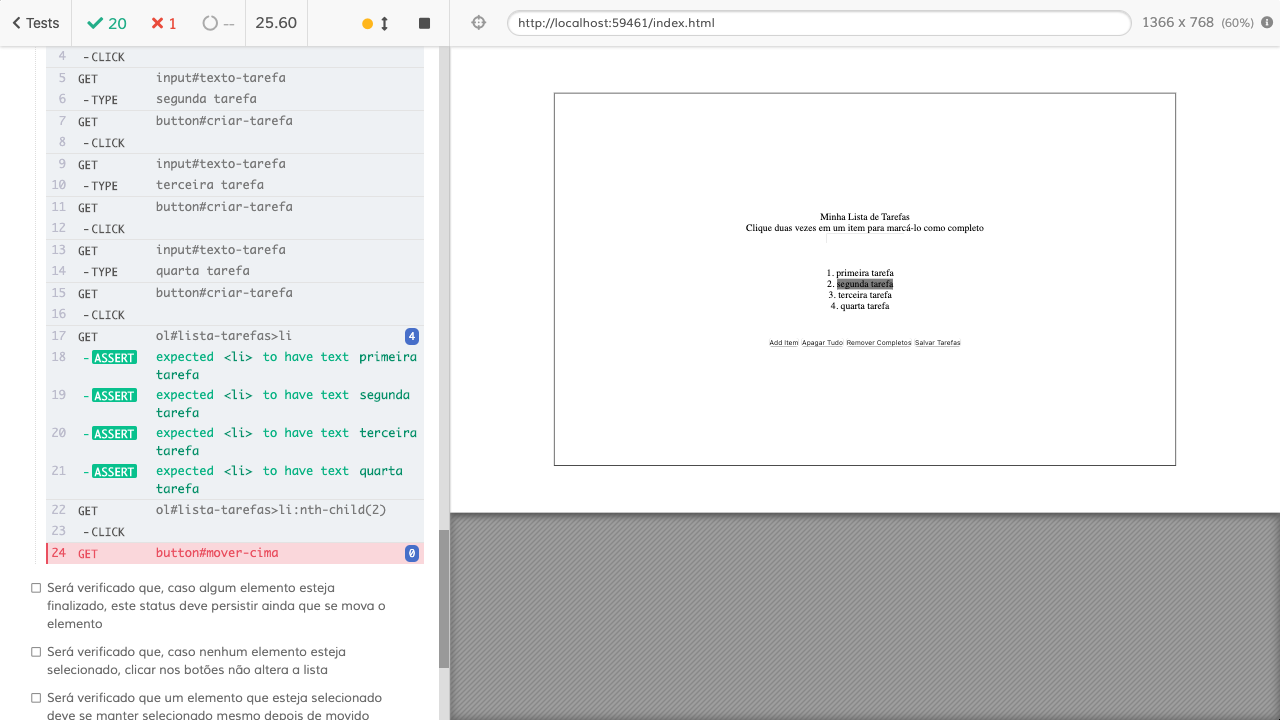 Tests 20 1 -- 25.60 http://localhost:59461/index.html 1366 x 768 (60%)
4 -CLICK
5 GET input#texto-tarefa
6 -TYPE segunda tarefa
7 GET button#criar-tarefa
8 -CLICK
9 GET input#texto-tarefa
10 -TYPE terceira tarefa
11 GET button#criar-tarefa
12 -CLICK
13 GET input#texto-tarefa
14 -TYPE quarta tarefa
15 GET button#criar-tarefa
16 -CLICK
17 GET ol#lista-tarefas>li 4
18 -ASSERT expected <li> to have text primeira
tarefa
19 -ASSERT expected <li> to have text segunda
tarefa
20 -ASSERT expected <li> to have text terceira
tarefa
21 -ASSERT expected <li> to have text quarta
tarefa
22 GET ol#lista-tarefas>li:nth-child(2)
23 -CLICK
24 GET button#mover-cima 0
Será verificado que, caso algum elemento esteja
finalizado, este status deve persistir ainda que se mova o
elemento
Será verificado que, caso nenhum elemento esteja
selecionado, clicar nos botões não altera a lista
Será verificado que um elemento que esteja selecionado
deve se manter selecionado mesmo depois de movido
Minha Lista de Tarefas
Clique duas vezes em um item para marcá-lo como completo
1. primeira tarefa
2. segunda tarefa
3. terceira tarefa
4. quarta tarefa
Add Item Apagar Tudo Remover Completos Salvar Tarefas